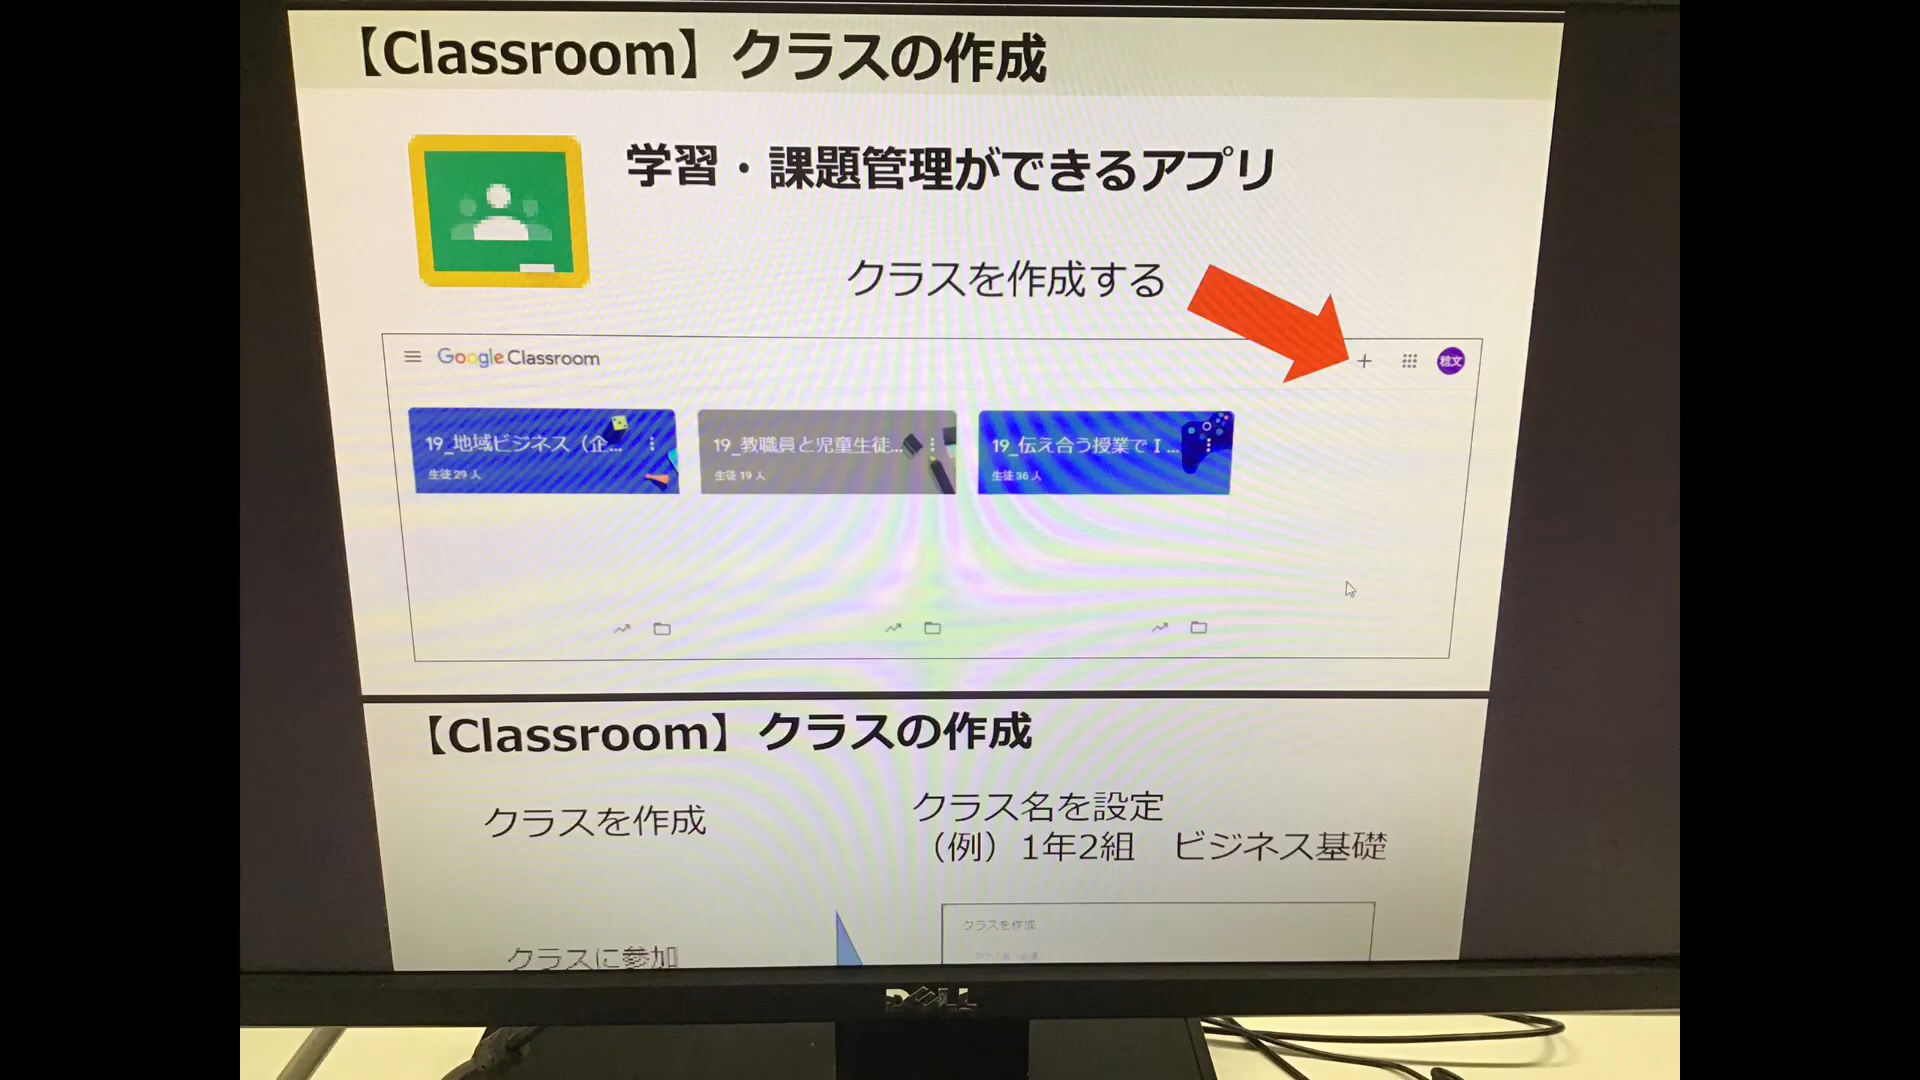 【Classroom】クラスの作成
学習・課題管理ができるアプリ
クラスを作成する
Google Classroom
稔文
19_地域ビジネス（企...
生徒 29 人
19_教職員と児童生徒...
生徒 19 人
19_伝え合う授業でI...
生徒 36 人
【Classroom】クラスの作成
クラスを作成
クラス名を設定
（例）1年2組　ビジネス基礎
クラスに参加
クラスを作成
DELL